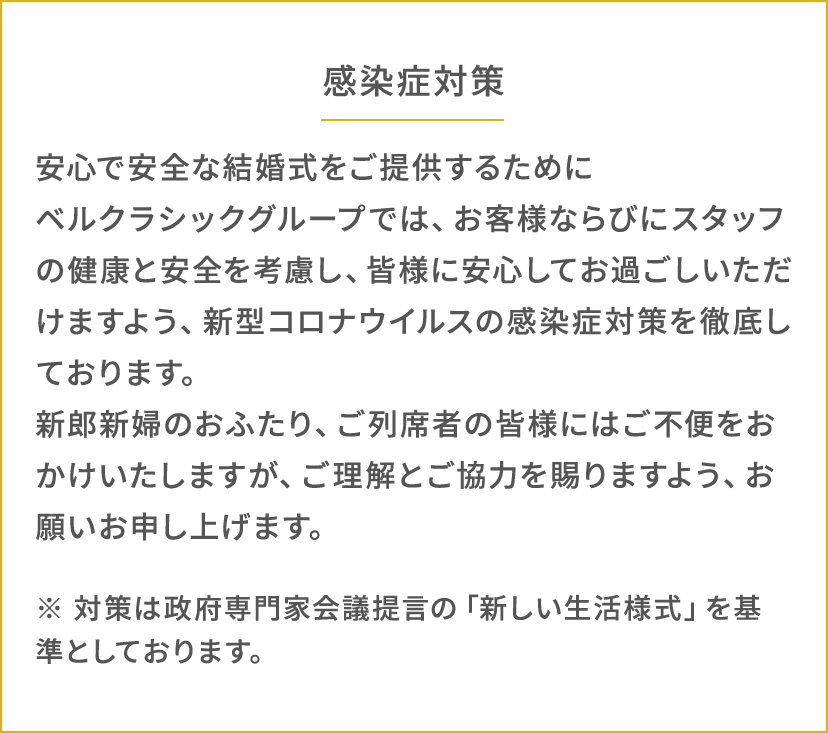 感染症対策
安心で安全な結婚式をご提供するために
ベルクラシックグループでは、お客様ならびにスタッフ
の健康と安全を考慮し、皆様に安心してお過ごしいただ
けますよう、新型コロナウイルスの感染症対策を徹底し
ております。
新郎新婦のおふたり、ご列席者の皆様にはご不便をお
かけいたしますが、ご理解とご協力を賜りますよう、お
願いお申し上げます。
※ 対策は政府専門家会議提言の「新しい生活様式」を基
準としております。